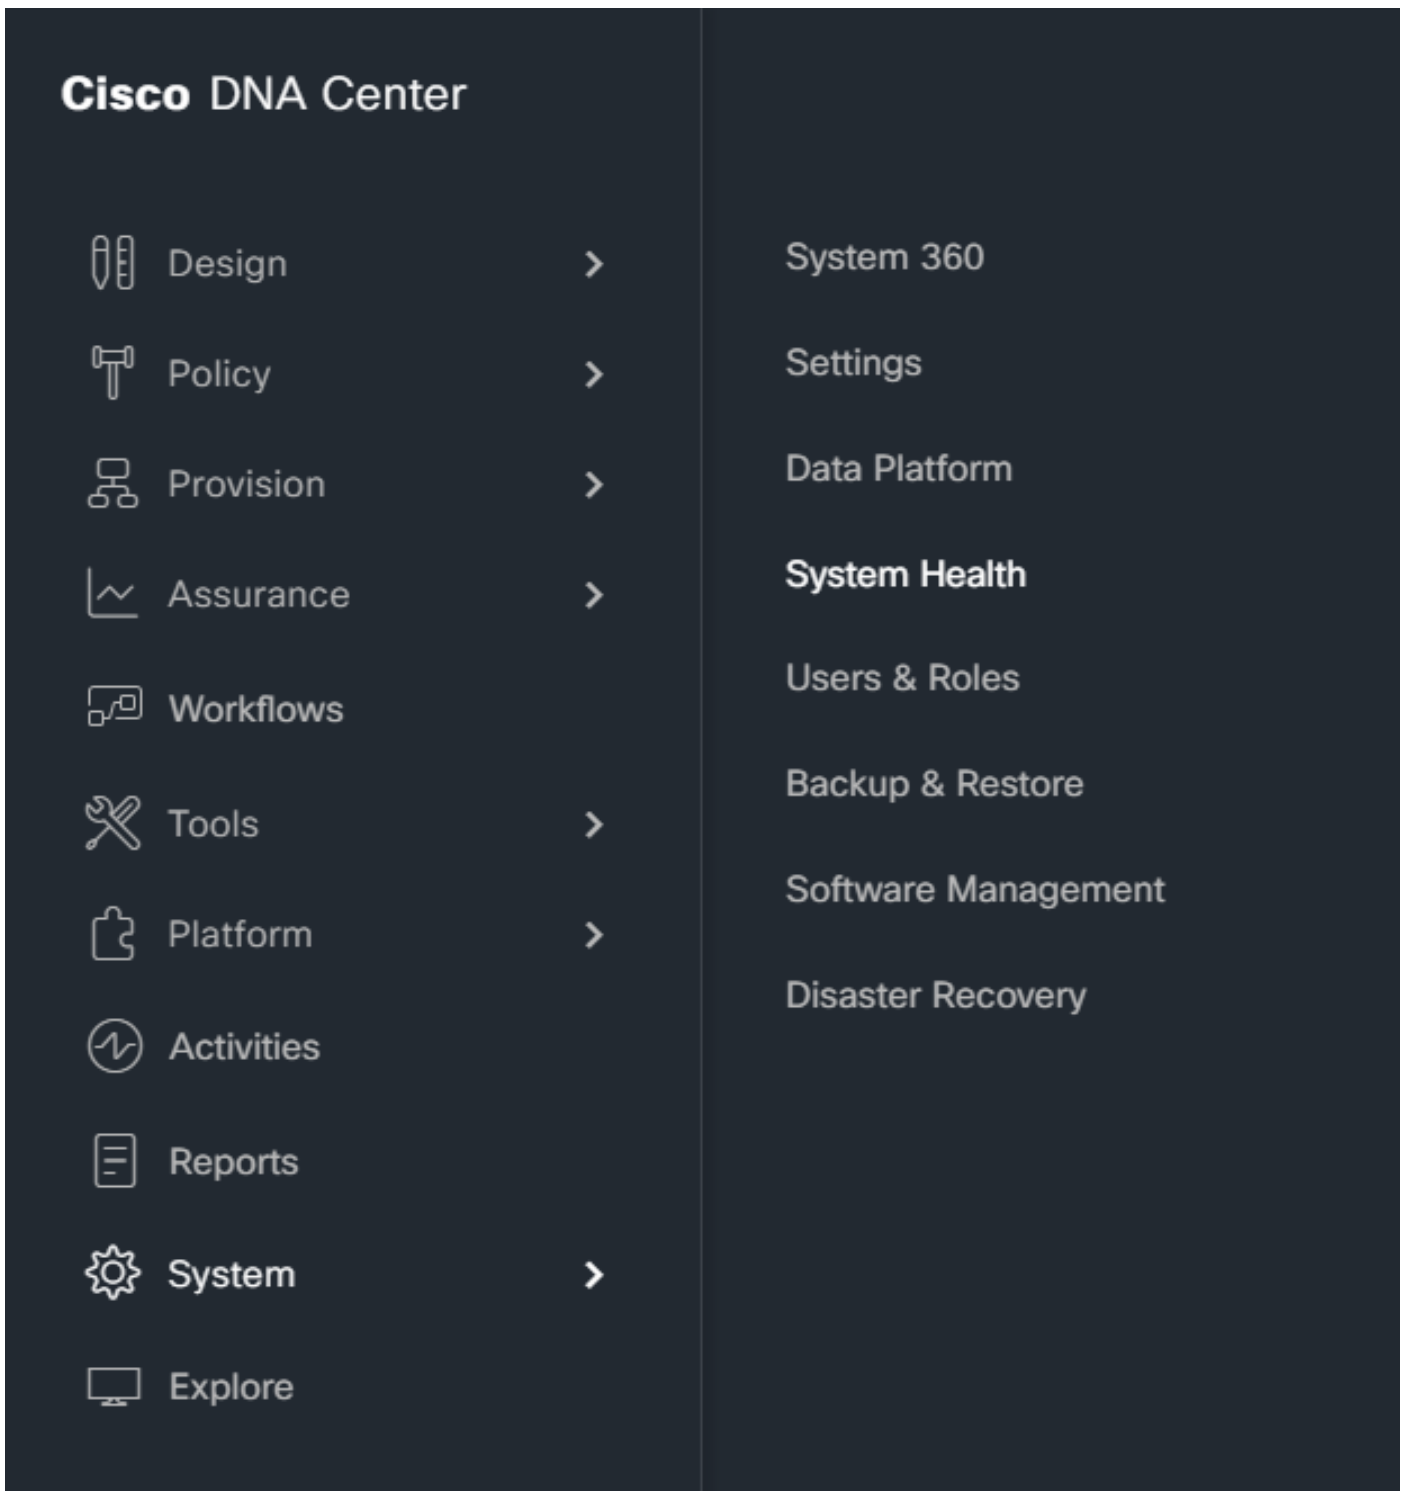 Cisco DNA Center
Design
Policy
Provision
Assurance
Workflows
Tools
Platform
Activities
Reports
System
Explore
System 360
Settings
Data Platform
System Health
Users & Roles
Backup & Restore
Software Management
Disaster Recovery